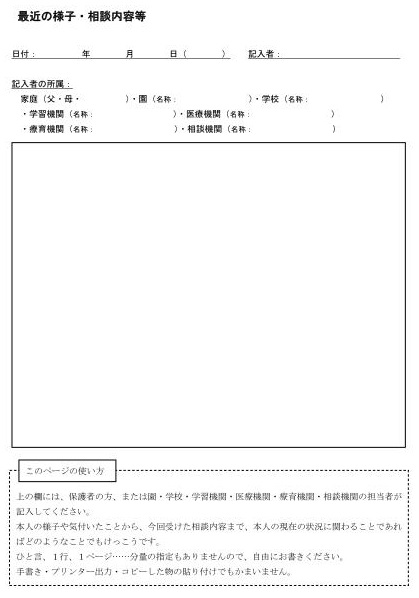 最近の様子・相談内容等
日付： 年 月 日（ ） 記入者：
記入者の所属：
家庭（父・母・ ）・園（名称： ）・学校（名称： ）
・学習機関（名称： ）・医療機関（名称： ）
・療育機関（名称： ）・相談機関（名称： ）
このページの使い方
上の欄には、保護者の方、または園・学校・学習機関・医療機関・療育機関・相談機関の担当者が
記入してください。
本人の様子や気付いたことから、今回受けた相談内容まで、本人の現在の状況に関わることであれ
ばどのようなことでもけっこうです。
ひと言、１行、１ページ……分量の指定もありませんので、自由にお書きください。
手書き・プリンター出力・コピーした物の貼り付けでもかまいません。